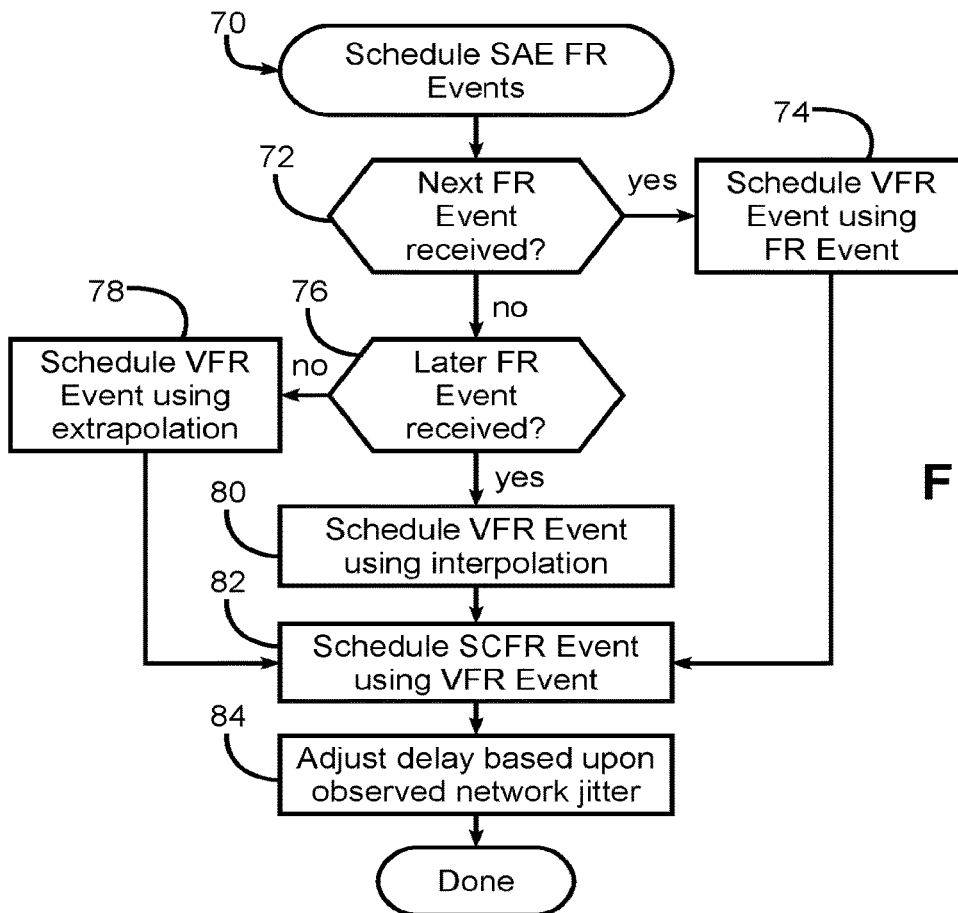 70
Schedule SAE FR
Events
74
72
Next FR
Event
received?
yes
Schedule VFR
Event using
FR Event
no
78
76
Schedule VFR
Event using
extrapolation
no
Later FR
Event
received?
yes
F
80
Schedule VFR Event
using interpolation
82
Schedule SCFR Event
using VFR Event
84
Adjust delay based upon
observed network jitter
Done